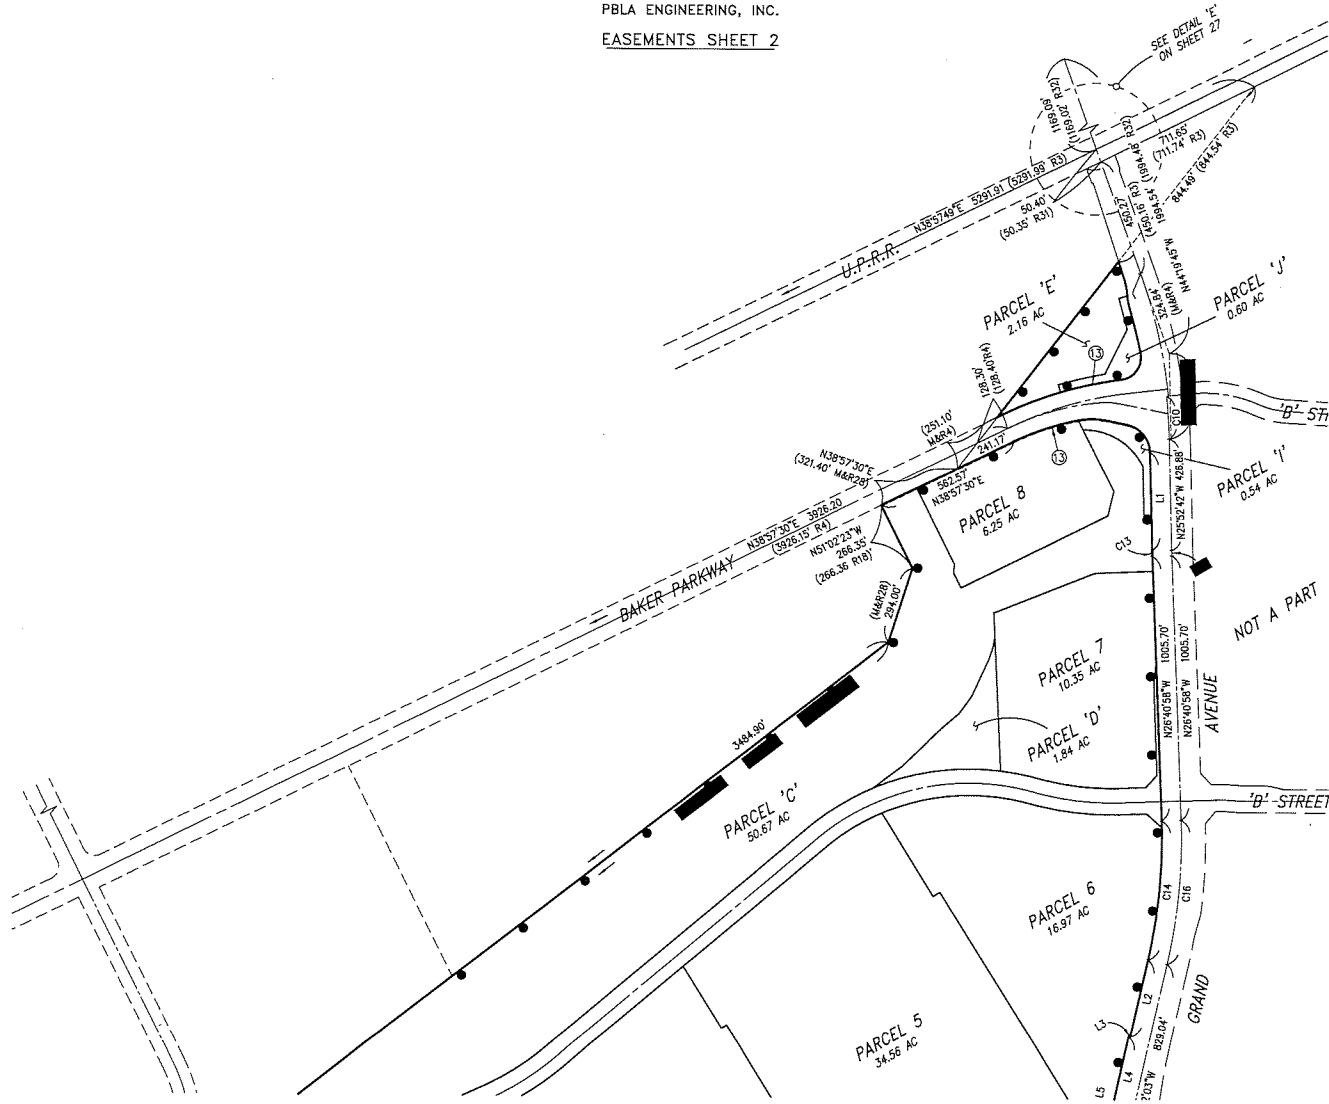 PBLA ENGINEERING, INC.
EASEMENTS SHEET 2
SEE DETAIL 'E'
ON SHEET 27
1169.09'
(1169.02' R32)
711.65'
(711.74' R3)
844.49' (844.54' R3)
1994.54' (1994.48' R32)
450.27'
(450.16' R3)
N38°57'49"E 5291.91 (5291.99' R3)
50.40'
(50.35' R31)
U.P.R.R.
N44°19'45"W
324.84'
(M&R4)
PARCEL 'E'
2.16 AC
PARCEL 'J'
0.60 AC
13
128.30'
(128.40'R4)
'B' ST
C10
(251.10'
M&R4)
241.17'
N38°57'30"E
(321.40' M&R28)
562.57'
N38°57'30"E
13
PARCEL 'I'
0.54 AC
PARCEL 8
6.25 AC
L1
N25°52'42"W 426.88'
C13
N38°57'30"E 3926.20
(3926.15' R4)
N51°02'23"W
266.35'
(266.36 R18)'
BAKER PARKWAY
(M&R28)
294.00'
NOT A PART
PARCEL 7
10.35 AC
N26°40'58"W 1005.70'
N26°40'58"W 1005.70'
AVENUE
3484.90'
PARCEL 'D'
1.84 AC
PARCEL 'C'
50.67 AC
'B' STREET
PARCEL 6
16.97 AC
C14
C16
L2
GRAND
L3
829.04'
PARCEL 5
34.56 AC
L4
L5
2'03"W